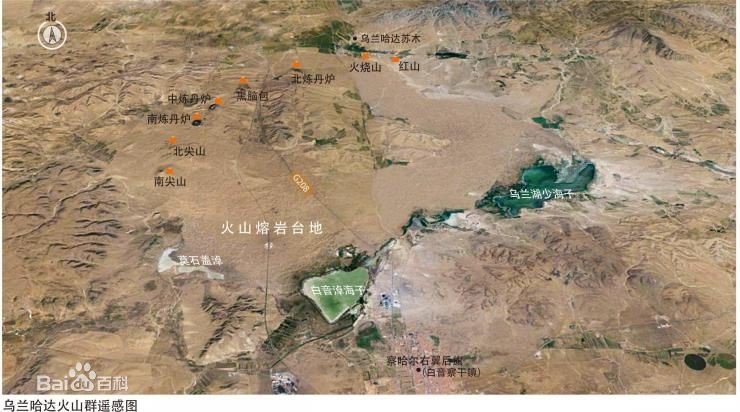 北
乌兰哈达苏木
火烧山
红山
北炼丹炉
黑脑包
中炼丹炉
南炼丹炉
北尖山
南尖山
G208
乌兰湖少海子
火山熔岩台地
莫石盖淖
白音淖海子
察哈尔右翼后旗
(白音察干镇)
Bai百科
乌兰哈达火山群遥感图